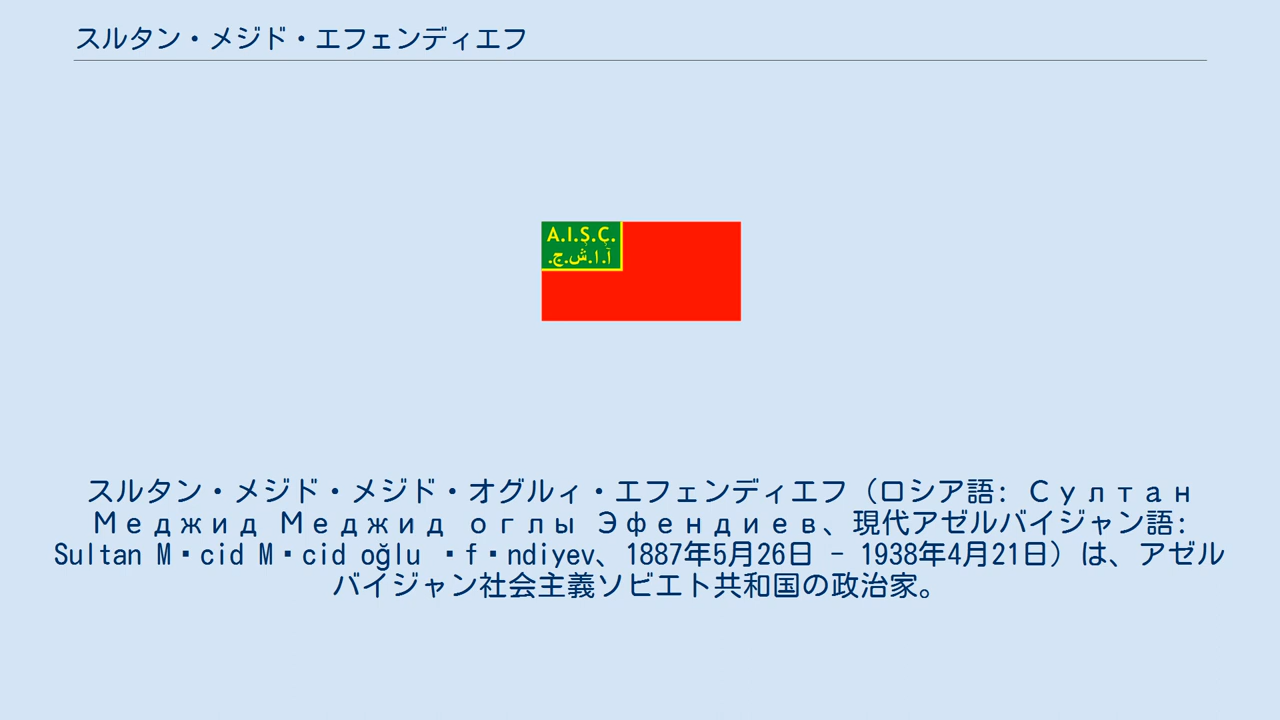 スルタン・メジド・エフェンディエフ
A.I.Ş.Ç.
آ.ا.ش.ج.
スルタン・メジド・メジド・オグルィ・エフェンディエフ（ロシア語: Султан
Меджид Меджид оглы Эфендиев、現代アゼルバイジャン語:
Sultan M▪cid M▪cid oğlu ▪f▪ndiyev、1887年5月26日 - 1938年4月21日）は、アゼル
バイジャン社会主義ソビエト共和国の政治家。